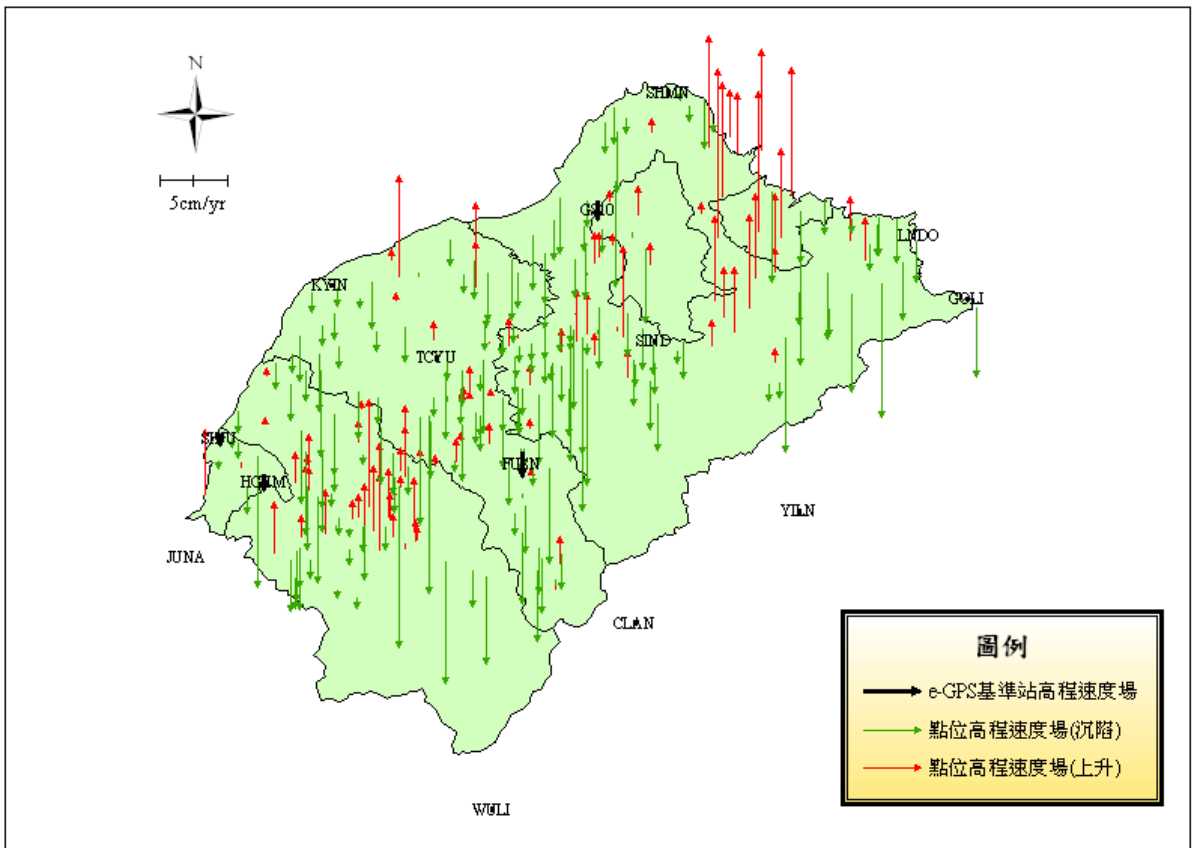 N
5cm/yr
SHMN
GS10
LNDO
KYIN
GOLI
SIND
TCYU
SHJU
FUSN
HCHM
YILN
JUNA
CLAN
WULI
圖例
e-GPS基準站高程速度場
點位高程速度場(沉陷)
點位高程速度場(上升)